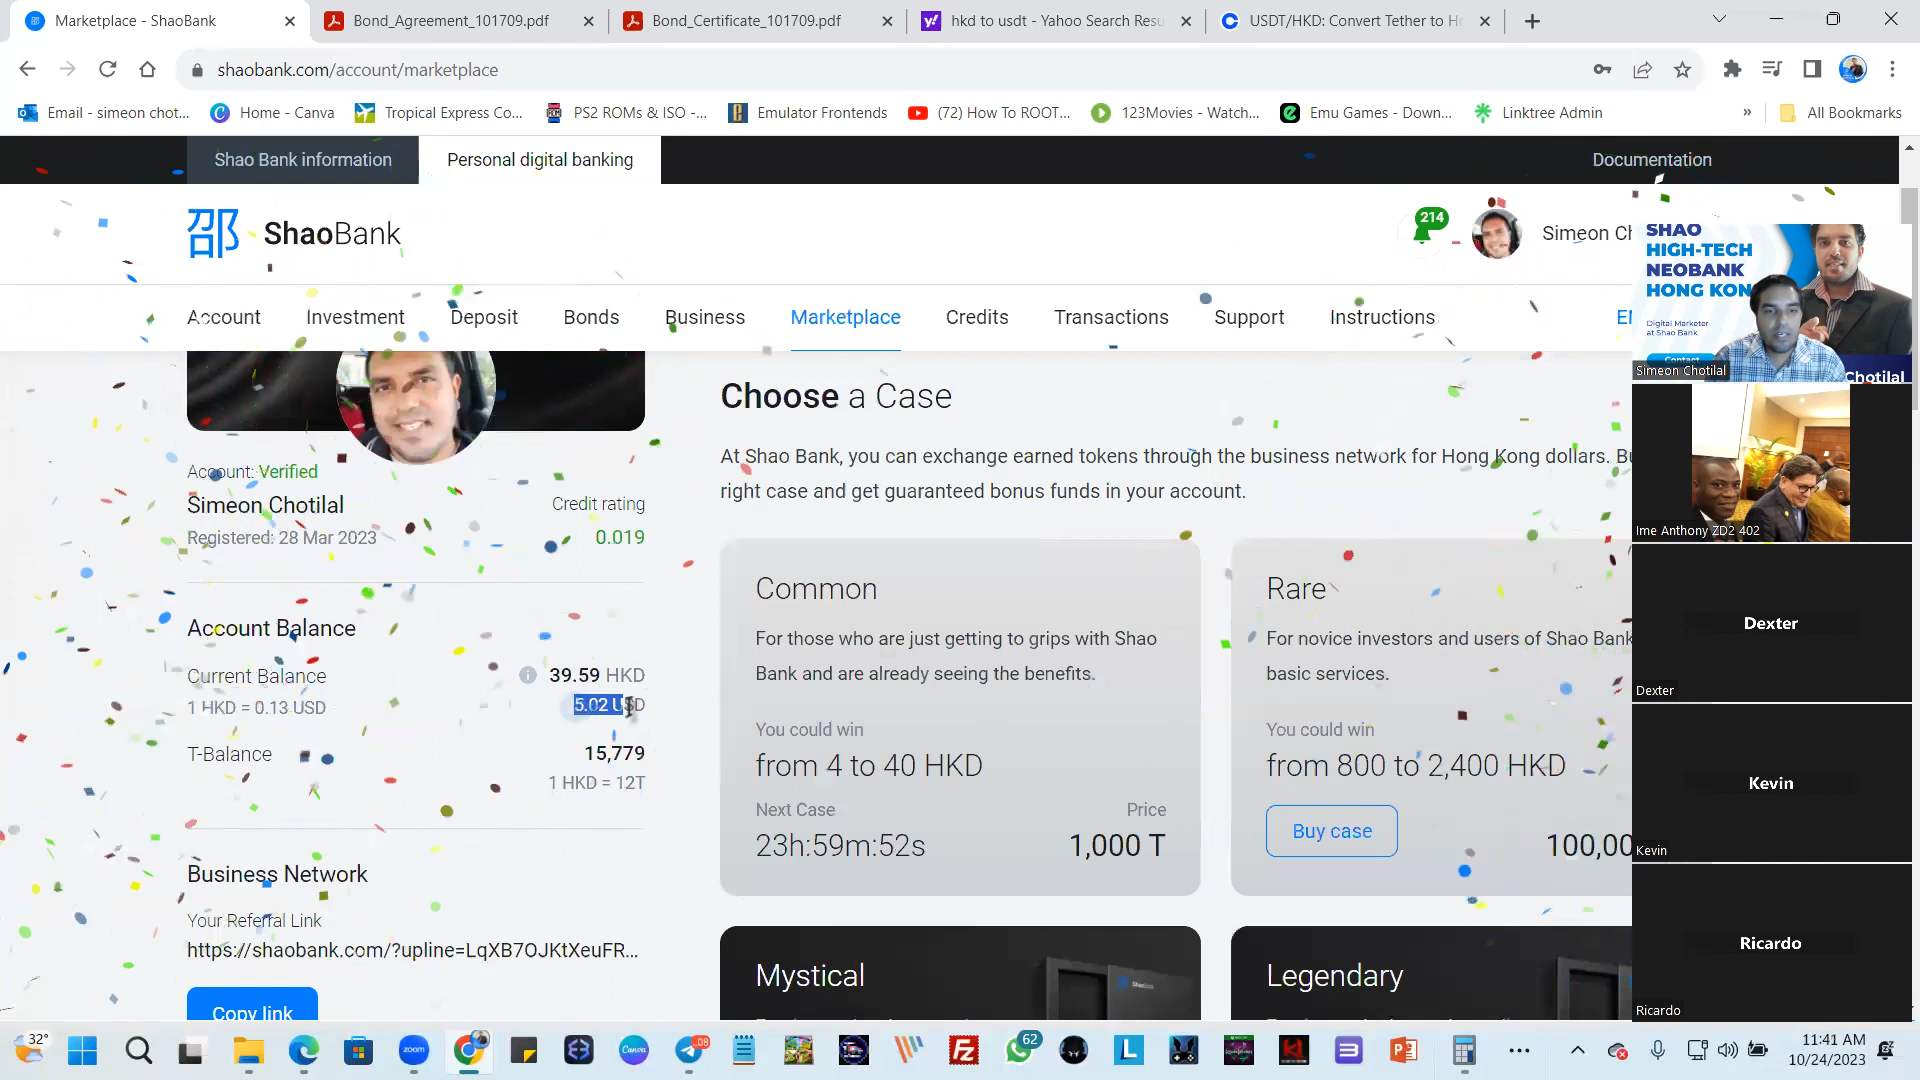 Marketplace - ShaoBank
Bond_Agreement_101709.pdf
Bond_Certificate_101709.pdf
hkd to usdt - Yahoo Search Resu
USDT/HKD: Convert Tether to Ho
shaobank.com/account/marketplace
Email - simeon chot...
Home - Canva
Tropical Express Co...
PS2 ROMs & ISO -...
Emulator Frontends
(72) How To ROOT...
123Movies - Watch...
Emu Games - Down...
Linktree Admin
»
All Bookmarks
Shao Bank information
Personal digital banking
Documentation
邵 ShaoBank
214
Simeon Ch
Account
Investment
Deposit
Bonds
Business
Marketplace
Credits
Transactions
Support
Instructions
Account: Verified
Simeon Chotilal
Registered: 28 Mar 2023
Credit rating
0.019
Account Balance
Current Balance
39.59 HKD
1 HKD = 0.13 USD
5.02 USD
T-Balance
15,779
1 HKD = 12T
Business Network
Your Referral Link
https://shaobank.com/?upline=LqXB7OJKtXeuFR...
Copy link
Choose a Case
At Shao Bank, you can exchange earned tokens through the business network for Hong Kong dollars. Bu
right case and get guaranteed bonus funds in your account.
Common
For those who are just getting to grips with Shao
Bank and are already seeing the benefits.
You could win
from 4 to 40 HKD
Next Case
Price
23h:59m:52s
1,000 T
Rare
For novice investors and users of Shao Bank
basic services.
You could win
from 800 to 2,400 HKD
Buy case
100,00
Mystical
ShaoBank
Legendary
SHAO
HIGH-TECH
NEOBANK
HONG KON
Digital Marketer
at Shao Bank
Contact
Chotilal
Simeon Chotilal
Ime Anthony ZD2 402
Dexter
Dexter
Kevin
Kevin
Ricardo
Ricardo
32°
zoom
Canva
62
11:41 AM
10/24/2023